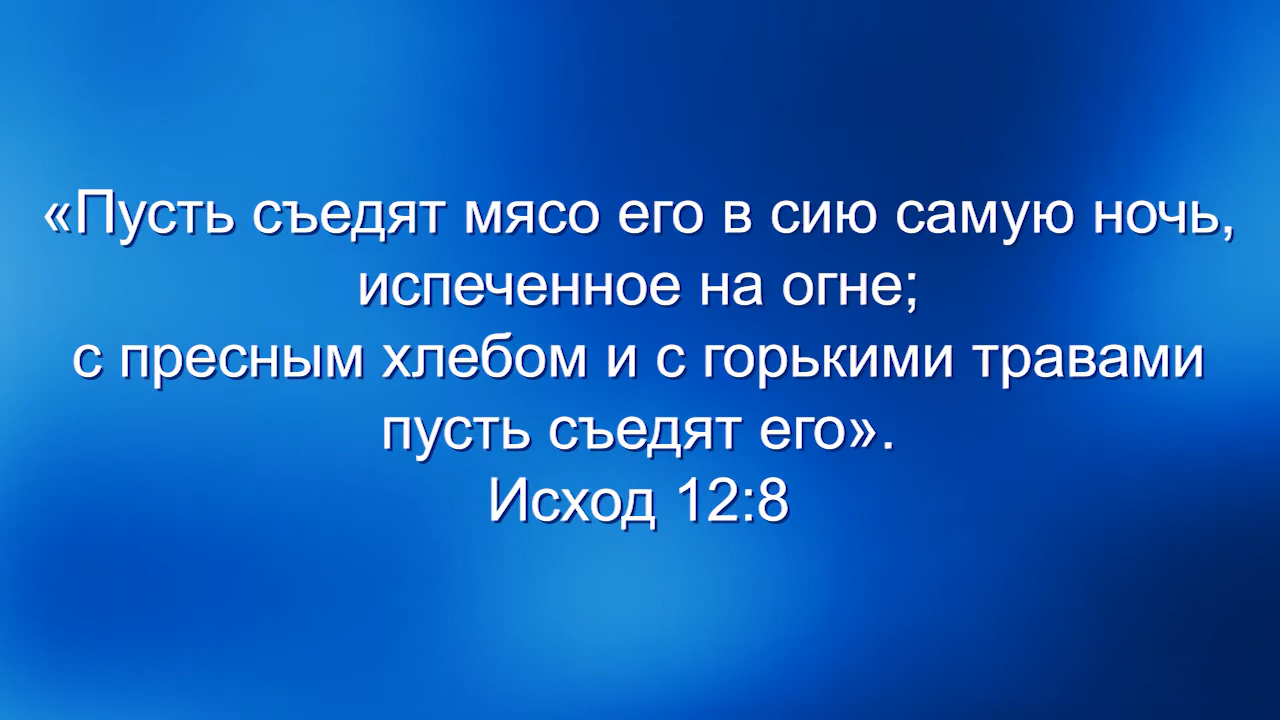 «Пусть съедят мясо его в сию самую ночь,
испеченное на огне;
с пресным хлебом и с горькими травами
пусть съедят его».
Исход 12:8